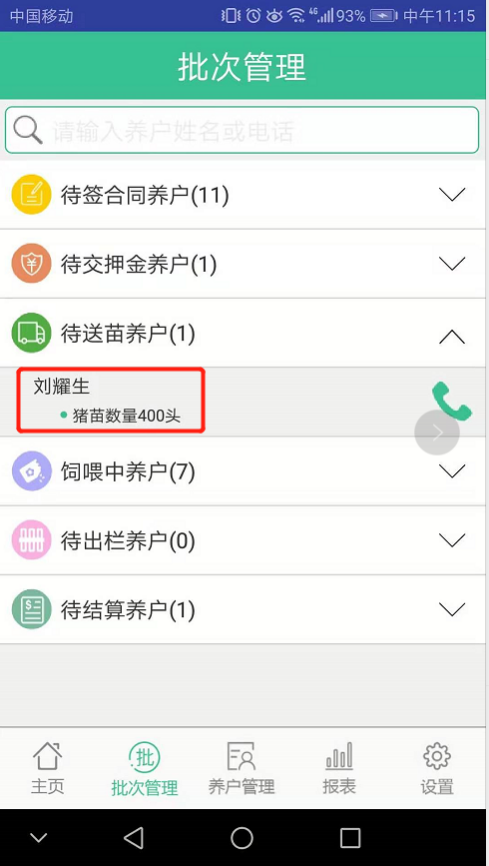 中国移动 4G 93% 中午11:15
批次管理
请输入养户姓名或电话
待签合同养户(11)
待交押金养户(1)
待送苗养户(1)
刘耀生
猪苗数量400头
饲喂中养户(7)
待出栏养户(0)
待结算养户(1)
批
主页 批次管理 养户管理 报表 设置